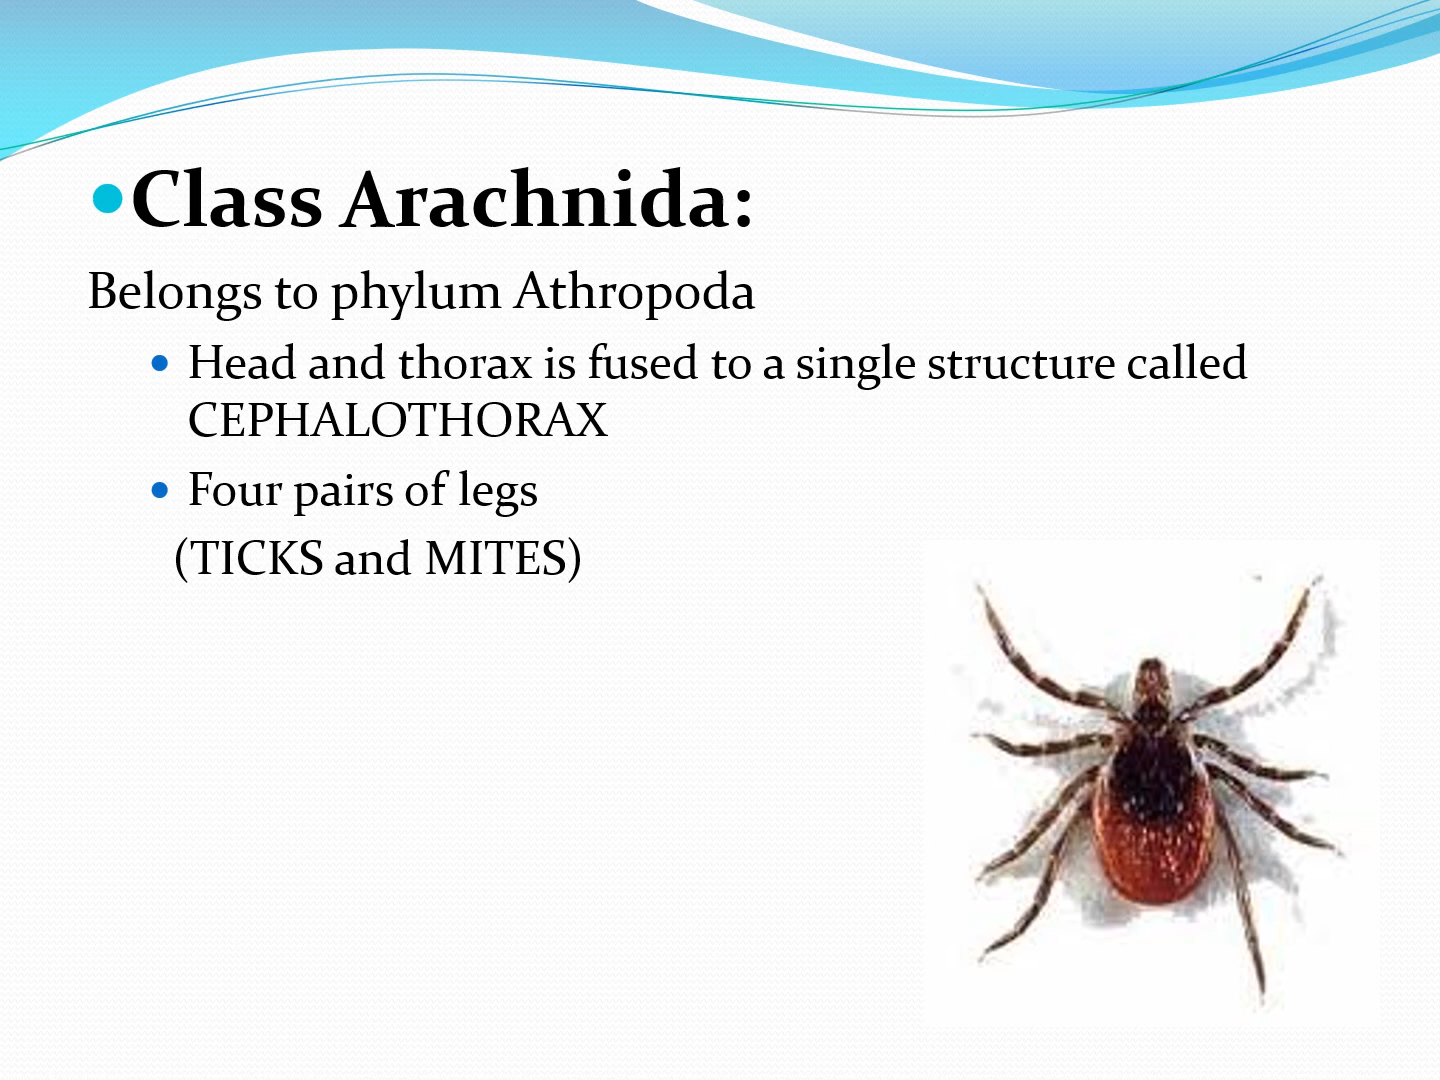 Class Arachnida:
Belongs to phylum Athropoda
Head and thorax is fused to a single structure called
CEPHALOTHORAX
Four pairs of legs
(TICKS and MITES)